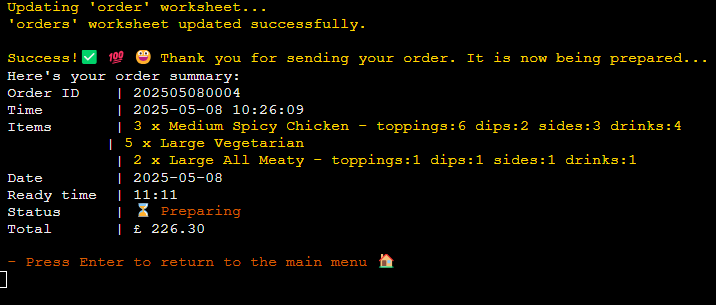 Updating 'order' worksheet...
'orders' worksheet updated successfully.
Success!✅ 💯 😀 Thank you for sending your order. It is now being prepared...
Here's your order summary:
Order ID | 202505080004
Time | 2025-05-08 10:26:09
Items | 3 x Medium Spicy Chicken - toppings:6 dips:2 sides:3 drinks:4
| 5 x Large Vegetarian
| 2 x Large All Meaty - toppings:1 dips:1 sides:1 drinks:1
Date | 2025-05-08
Ready time | 11:11
Status | ⏳ Preparing
Total | £ 226.30
- Press Enter to return to the main menu 🏠